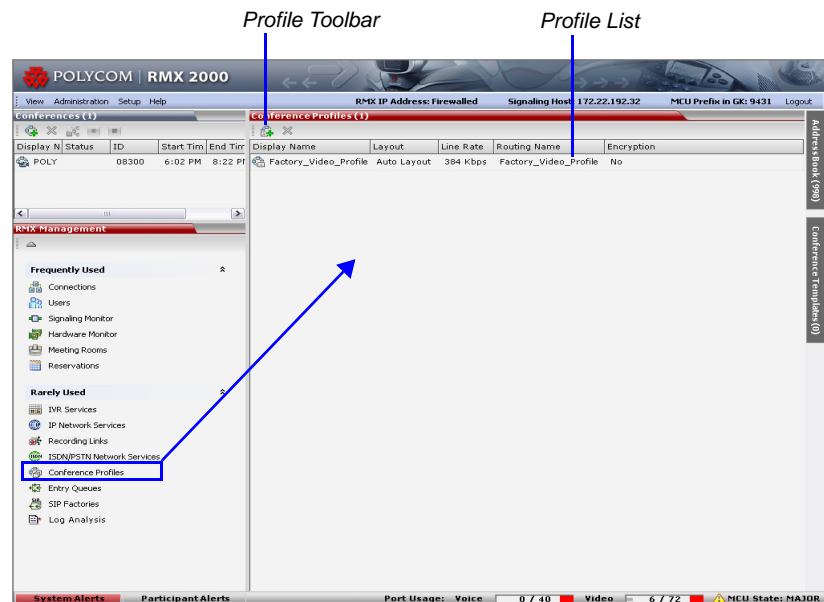 Profile Toolbar
Profile List
POLYCOM | RMX 2000
View Administration Setup Help
RMX IP Address: Firewalled Signaling Host: 172.22.192.32 MCU Prefix in GK: 9431 Logout
Conferences (1)
Display N Status ID Start Tim End Tim
POLY 08300 6:02 PM 8:22 PM
Conference Profiles (1)
Display Name Layout Line Rate Routing Name Encryption
Factory_Video_Profile Auto Layout 384 Kbps Factory_Video_Profile No
Address Book (998)
Conference Templates (0)
RMX Management
Frequently Used
Connections
Users
Signaling Monitor
Hardware Monitor
Meeting Rooms
Reservations
Rarely Used
IVR Services
IP Network Services
Recording Links
ISDN/PSTN Network Services
Conference Profiles
Entry Queues
SIP Factories
Log Analysis
System Alerts Participant Alerts Port Usage: Voice 0 / 40 Video 6 / 72 MCU State: MAJOR